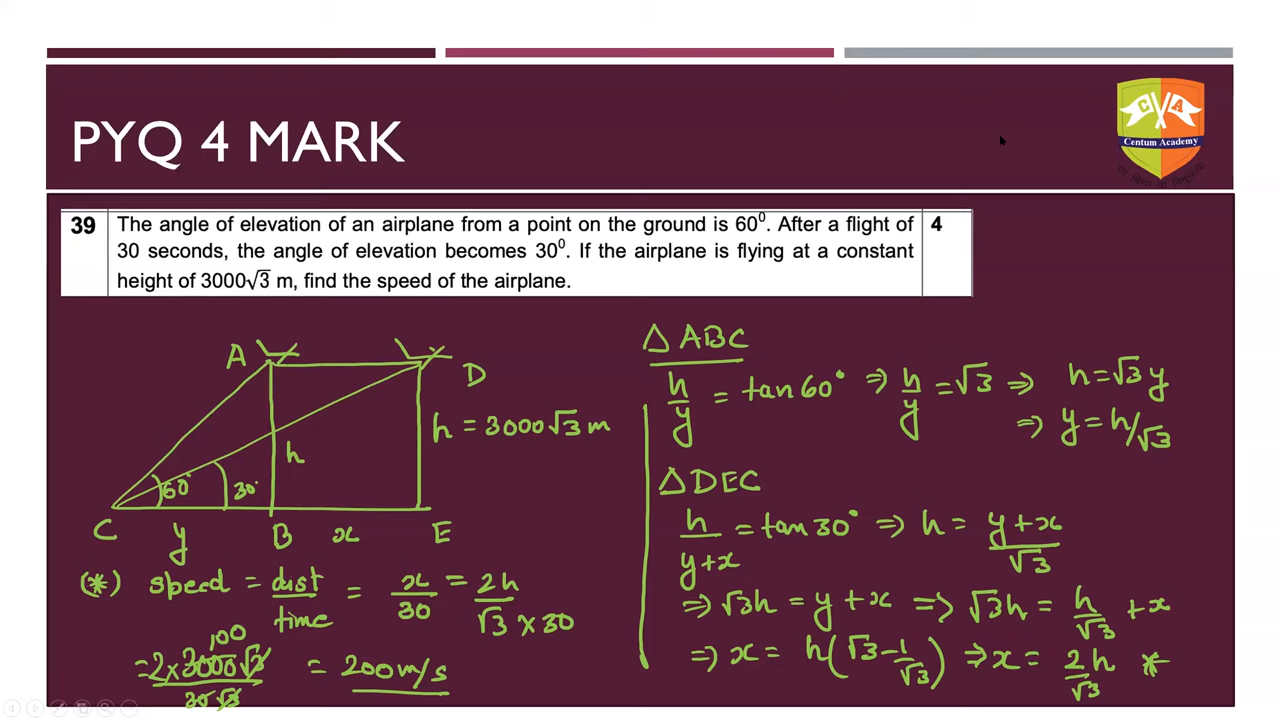 PYQ 4 MARK
C A
Centum Academy
39 The angle of elevation of an airplane from a point on the ground is 60⁰. After a flight of 4
30 seconds, the angle of elevation becomes 30⁰. If the airplane is flying at a constant
height of 3000√3 m, find the speed of the airplane.
A
D
h = 3000√3 m
h
60°
30°
C y B x E
(*) speed = dist/time = x/30 = 2h/√3 × 30
= 2 × 3000√3/30√3 100 = 200 m/s
△ ABC
h/y = tan 60° ⇒ h/y = √3 ⇒ h = √3 y
⇒ y = h/√3
△ DEC
h/y+x = tan 30° ⇒ h = y+x/√3
⇒ √3h = y + x ⇒ √3h = h/√3 + x
⇒ x = h(√3 - 1/√3) ⇒ x = 2h/√3 *